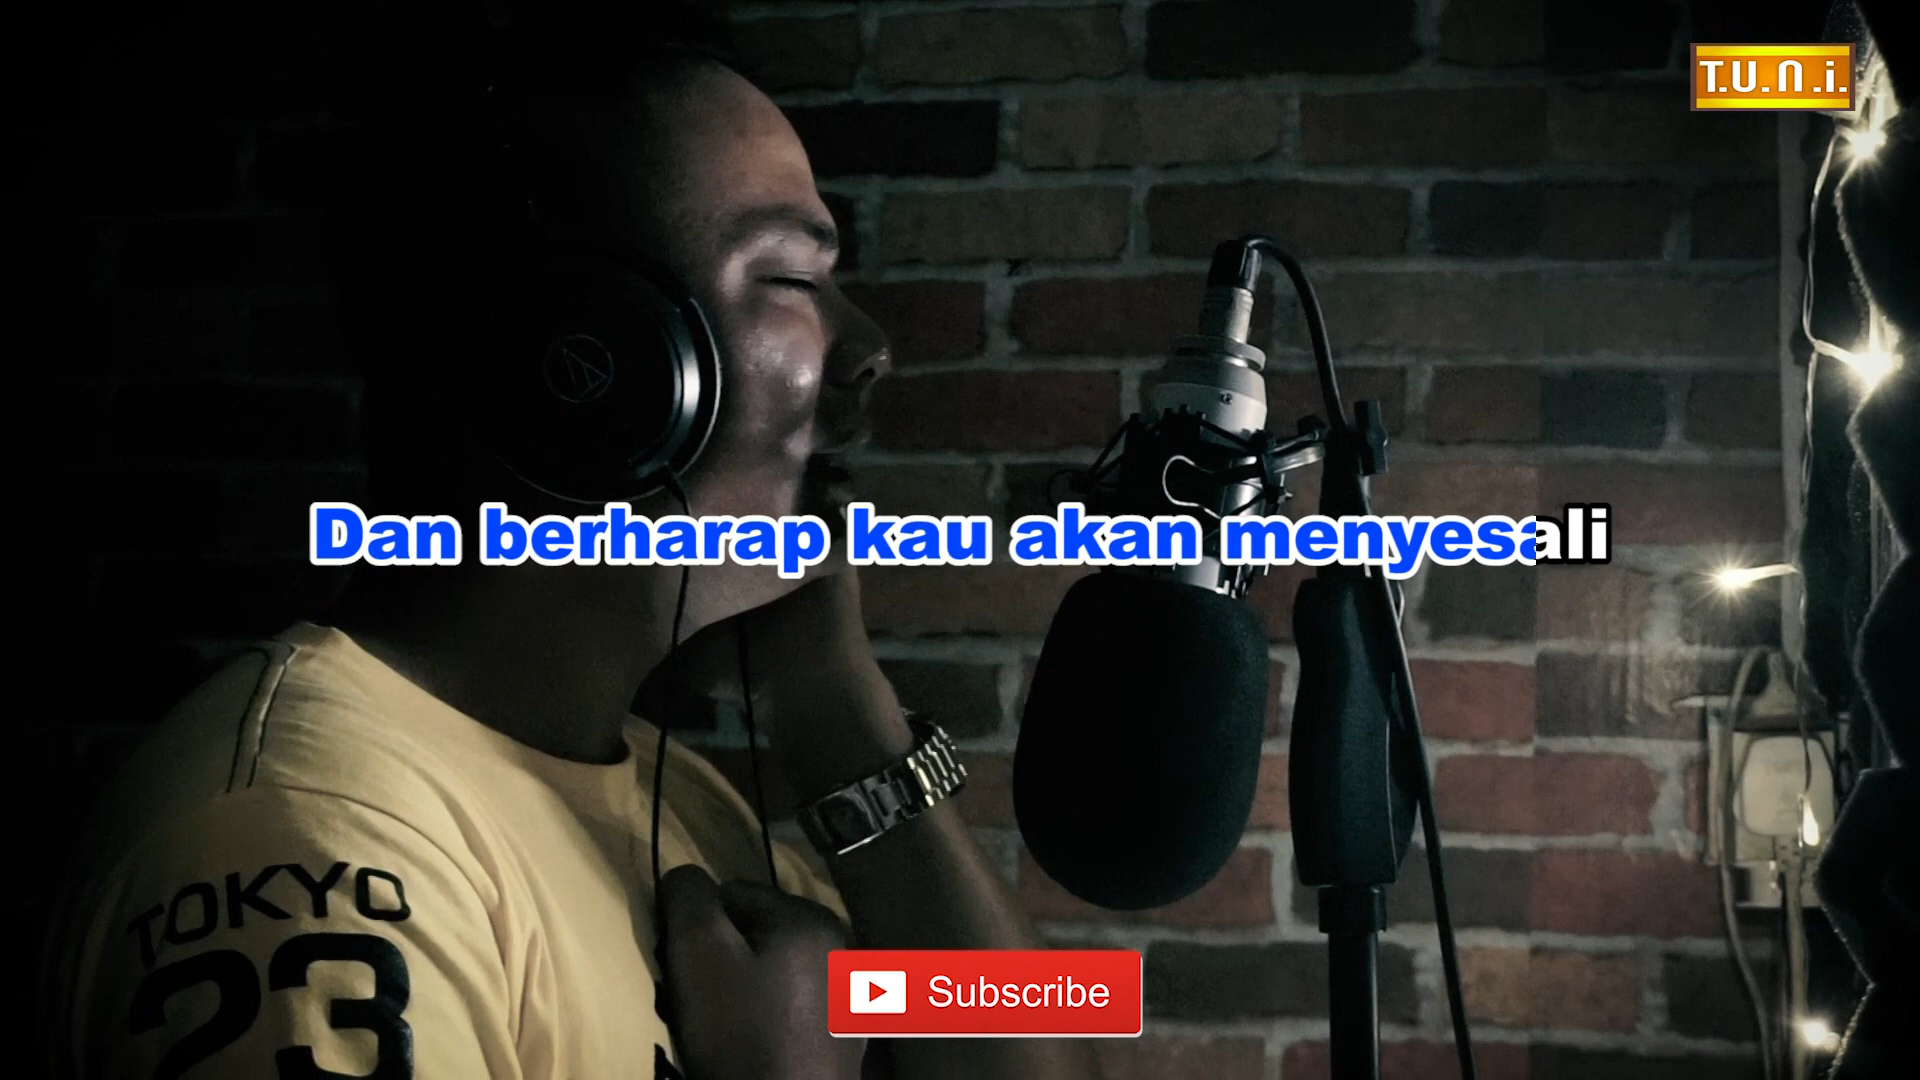 T.U.N.i.
Dan berharap kau akan menyesali
TOKYO
23
Subscribe